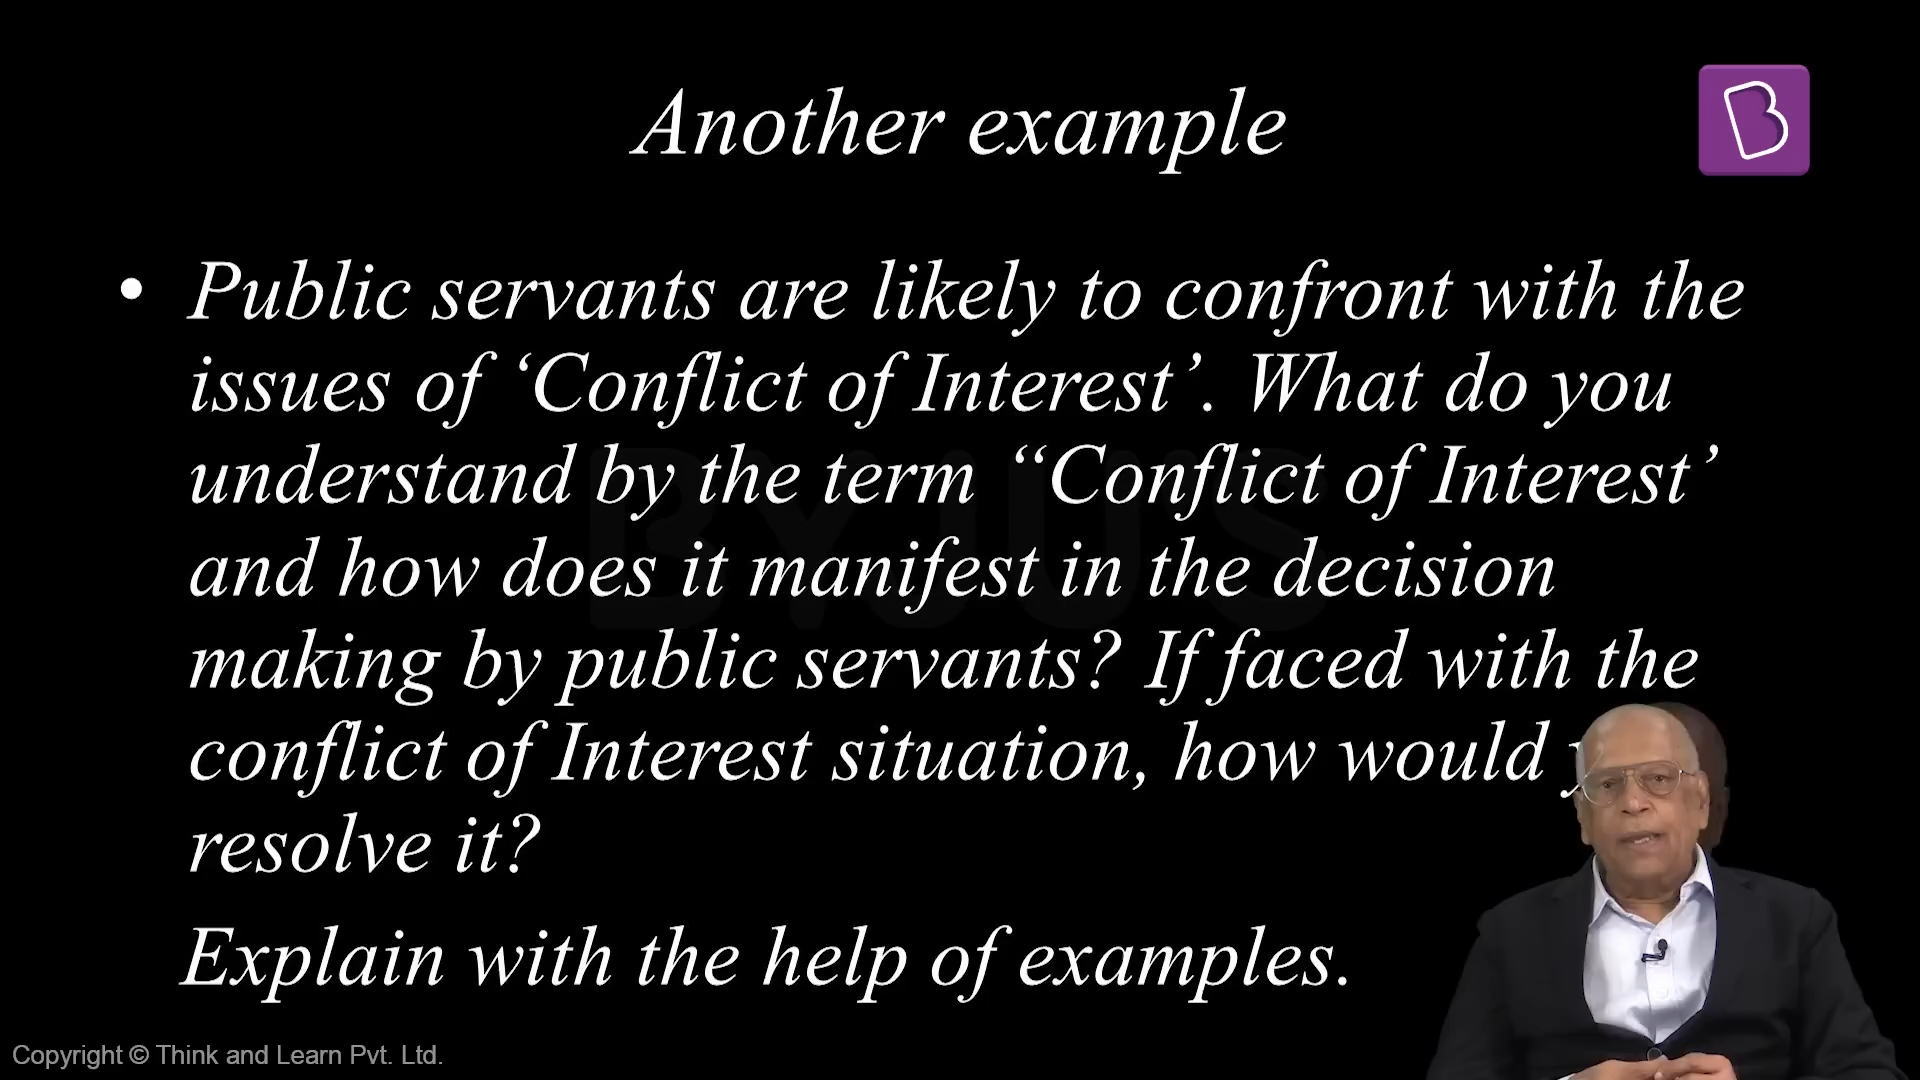 Another example
• Public servants are likely to confront with the
issues of ‘Conflict of Interest’. What do you
understand by the term “Conflict of Interest’
and how does it manifest in the decision
making by public servants? If faced with the
conflict of Interest situation, how would
resolve it?
Explain with the help of examples.
BYJU'S
Copyright © Think and Learn Pvt. Ltd.